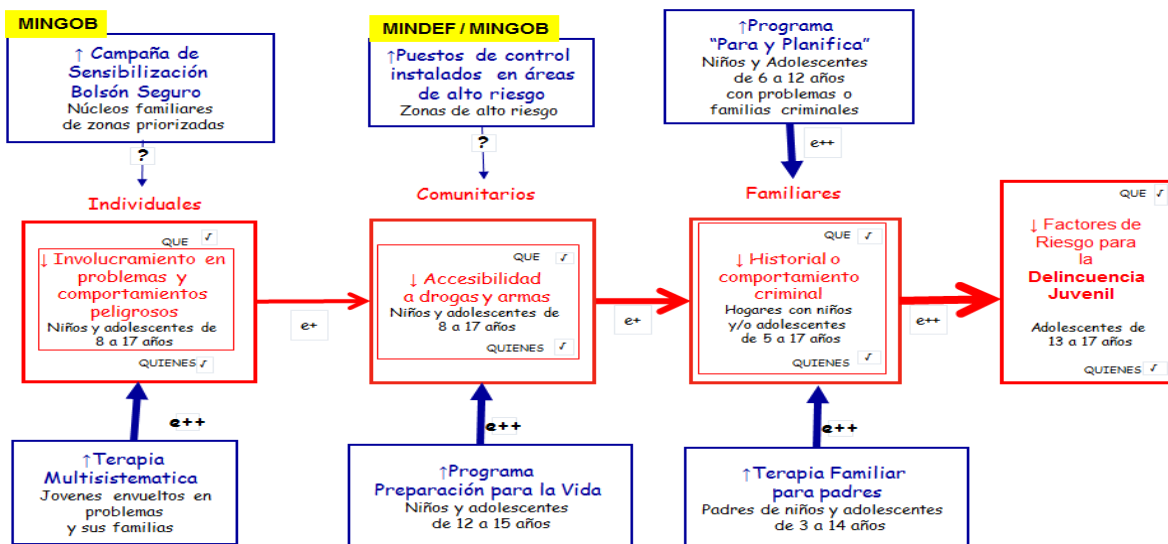 MINGOB
↑ Campaña de
Sensibilización
Bolsón Seguro
Núcleos familiares
de zonas priorizadas
?
MINDEF / MINGOB
↑Puestos de control
instalados en áreas
de alto riesgo
Zonas de alto riesgo
?
↑Programa
“Para y Planifica”
Niños y Adolescentes
de 6 a 12 años
con problemas o
familias criminales
e++
Individuales
QUE √
↓ Involucramiento en
problemas y
comportamientos
peligrosos
Niños y adolescentes de
8 a 17 años
QUIENES √
e+
Comunitarios
QUE √
↓ Accesibilidad
a drogas y armas
Niños y adolescentes de
8 a 17 años
QUIENES √
e+
Familiares
QUE √
↓ Historial o
comportamiento
criminal
Hogares con niños
y/o adolescentes
de 5 a 17 años
QUIENES √
e++
QUE √
↓ Factores de
Riesgo para
la
Delincuencia
Juvenil
Adolescentes de
13 a 17 años
QUIENES √
e++
↑Terapia
Multisistematica
Jovenes envueltos en
problemas
y sus familias
e++
↑Programa
Preparación para la Vida
Niños y adolescentes
de 12 a 15 años
e++
↑Terapia Familiar
para padres
Padres de niños y adolescentes
de 3 a 14 años